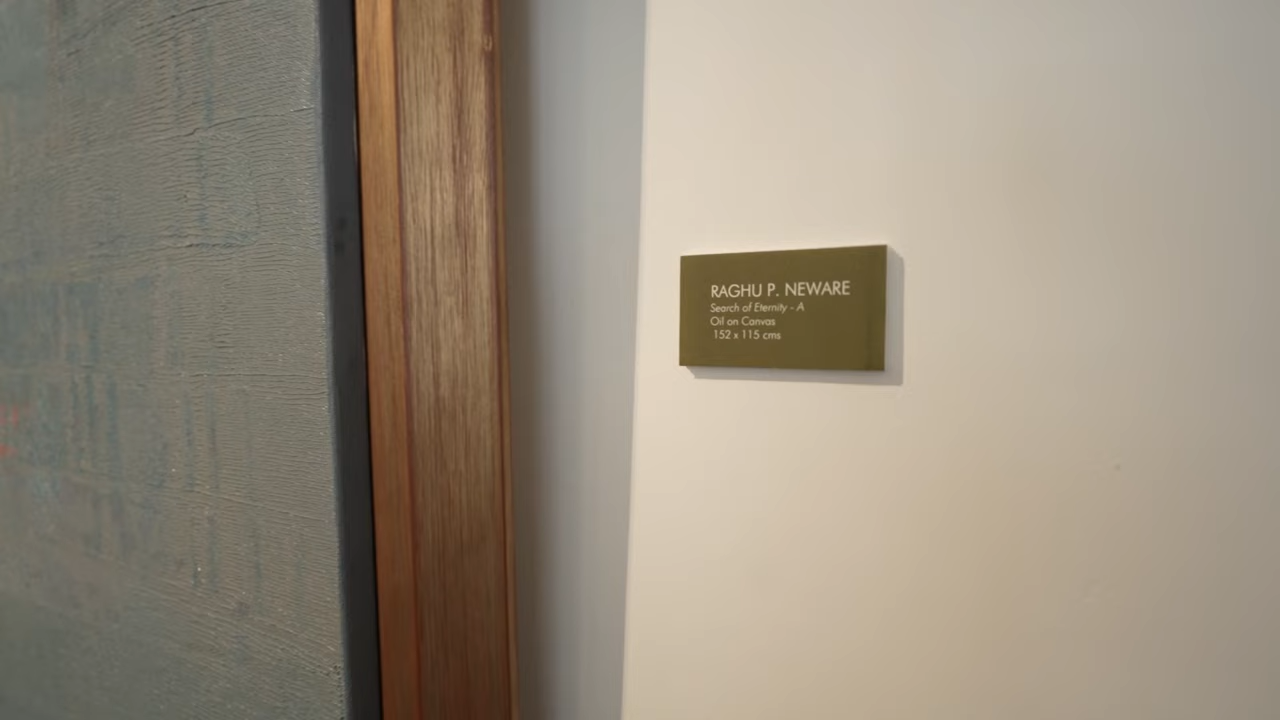 RAGHU P. NEWARE
Search of Eternity - A
Oil on Canvas
152 x 115 cms